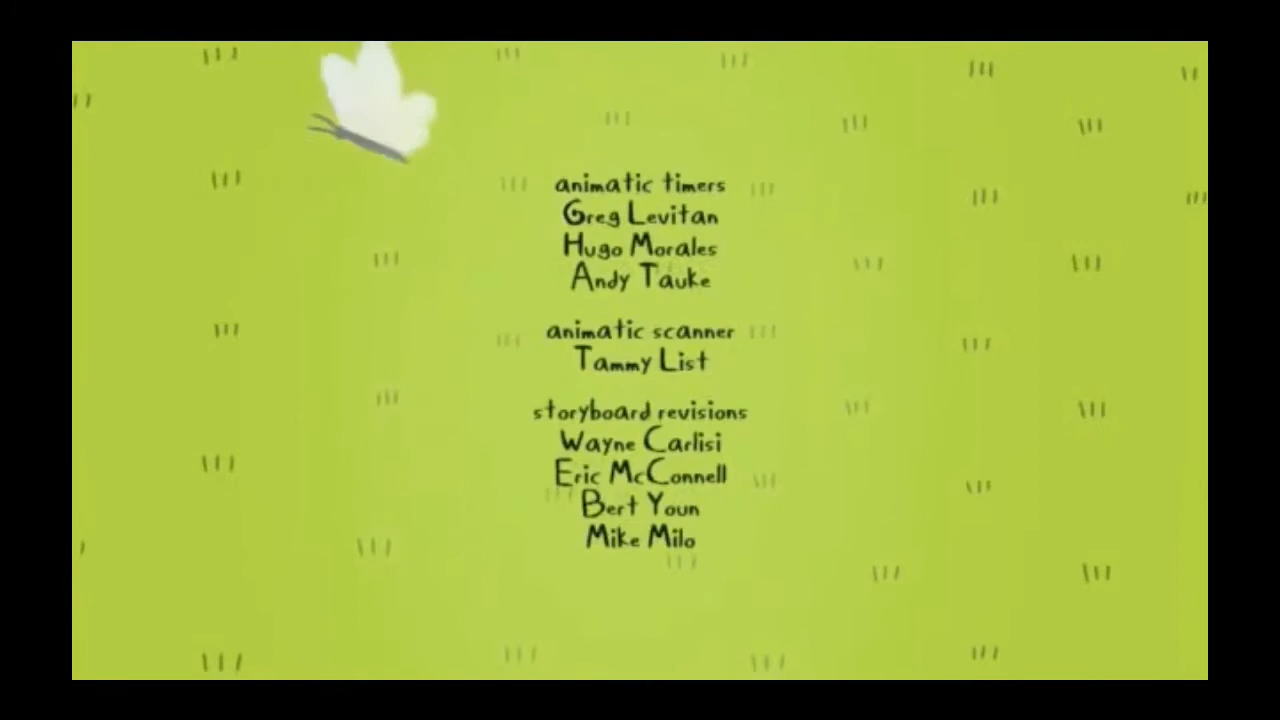 animatic timers
Greg Levitan
Hugo Morales
Andy Tauke
animatic scanner
Tammy List
storyboard revisions
Wayne Carlisi
Eric McConnell
Bert Youn
Mike Milo